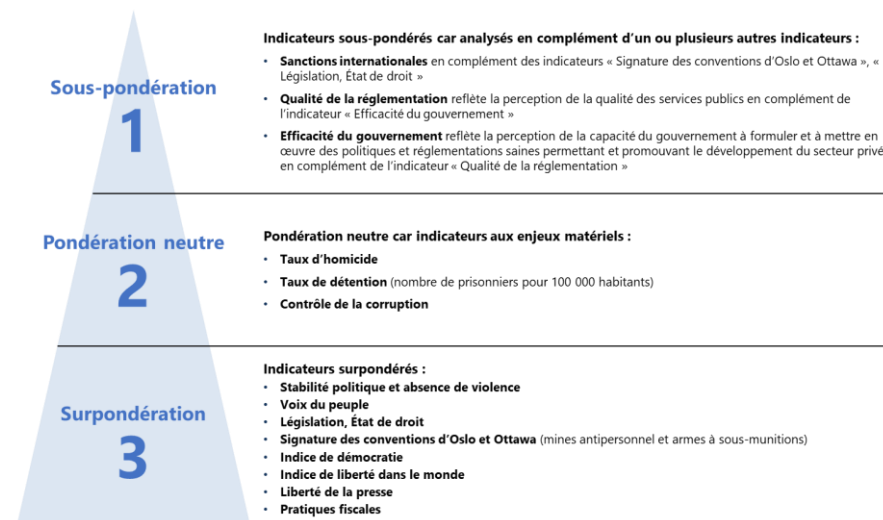 Sous-pondération
1
Indicateurs sous-pondérés car analysés en complément d'un ou plusieurs autres indicateurs :
• Sanctions internationales en complément des indicateurs « Signature des conventions d'Oslo et Ottawa », «
Législation, État de droit »
• Qualité de la réglementation reflète la perception de la qualité des services publics en complément de
l'indicateur « Efficacité du gouvernement »
• Efficacité du gouvernement reflète la perception de la capacité du gouvernement à formuler et à mettre en
œuvre des politiques et réglementations saines permettant et promouvant le développement du secteur privé
en complément de l'indicateur « Qualité de la réglementation »
Pondération neutre
2
Pondération neutre car indicateurs aux enjeux matériels :
• Taux d'homicide
• Taux de détention (nombre de prisonniers pour 100 000 habitants)
• Contrôle de la corruption
Surpondération
3
Indicateurs surpondérés :
• Stabilité politique et absence de violence
• Voix du peuple
• Législation, État de droit
• Signature des conventions d'Oslo et Ottawa (mines antipersonnel et armes à sous-munitions)
• Indice de démocratie
• Indice de liberté dans le monde
• Liberté de la presse
• Pratiques fiscales